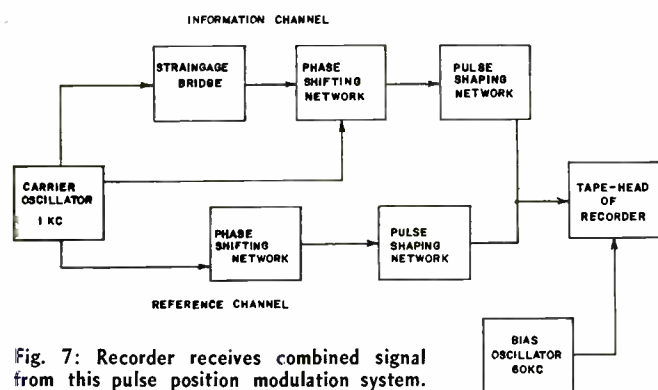 INFORMATION CHANNEL
STRAINGAGE
BRIDGE
PHASE
SHIFTING
NETWORK
PULSE
SHAPING
NETWORK
CARRIER
OSCILLATOR
1 KC
TAPE-HEAD
OF
RECORDER
PHASE
SHIFTING
NETWORK
PULSE
SHAPING
NETWORK
REFERENCE CHANNEL
BIAS
OSCILLATOR
60KC
Fig. 7: Recorder receives combined signal
from this pulse position modulation system.